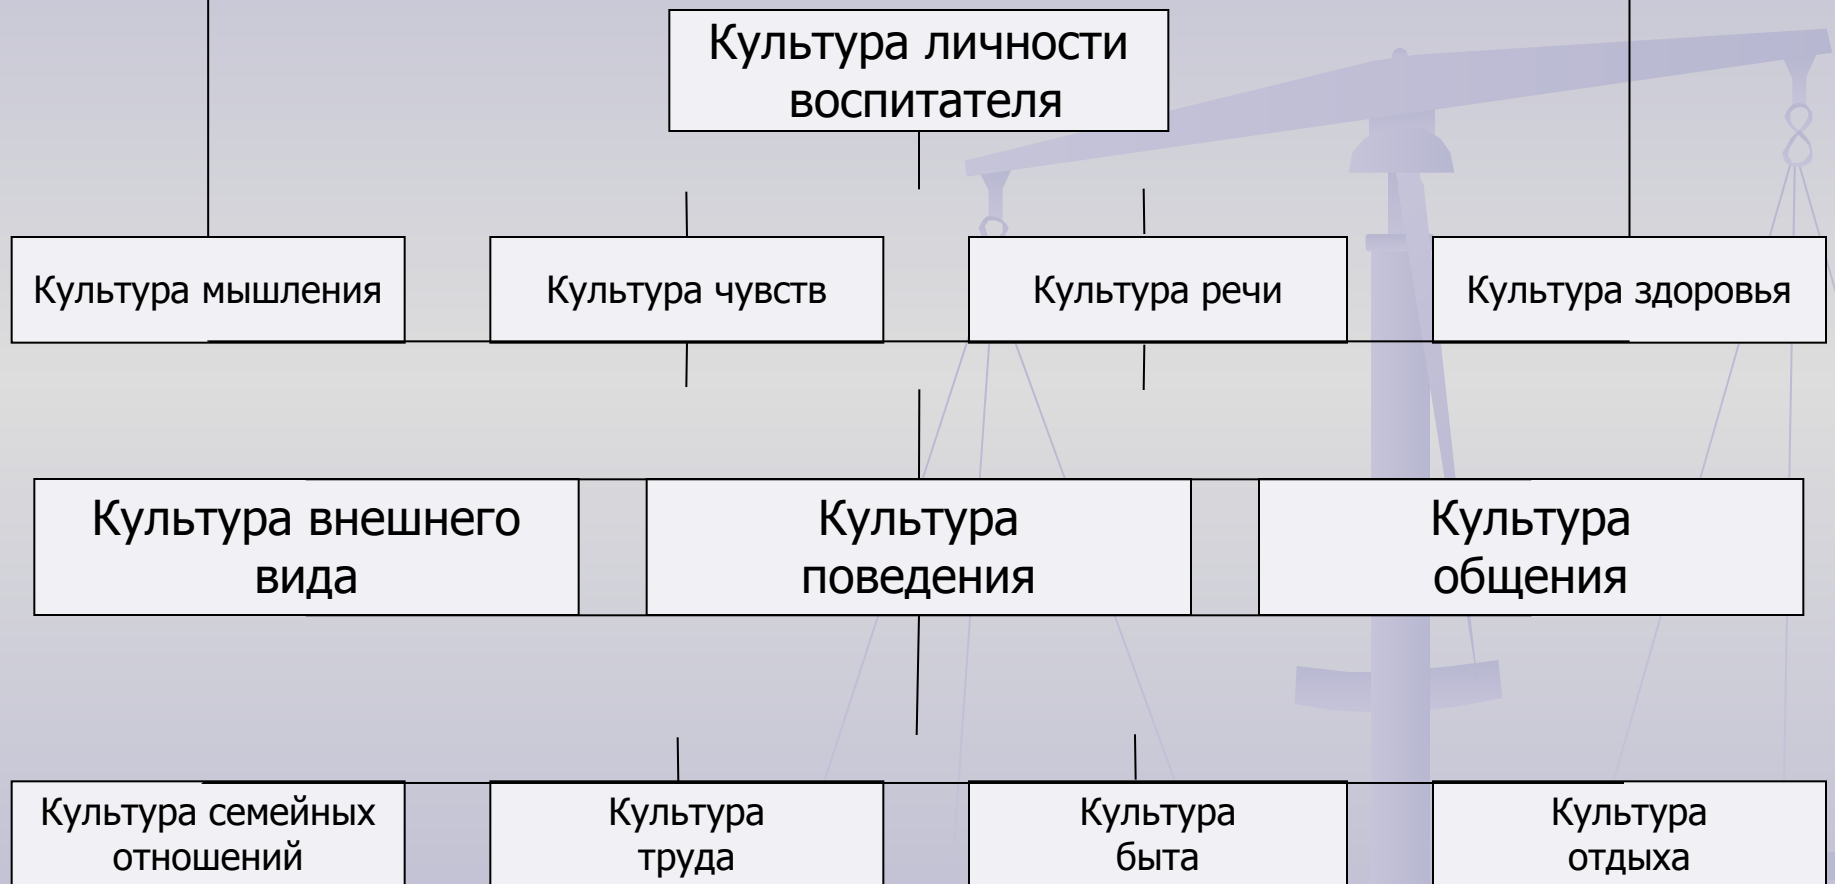 Культура личности
воспитателя
Культура мышления
Культура чувств
Культура речи
Культура здоровья
Культура внешнего
вида
Культура
поведения
Культура
общения
Культура семейных
отношений
Культура
труда
Культура
быта
Культура
отдыха